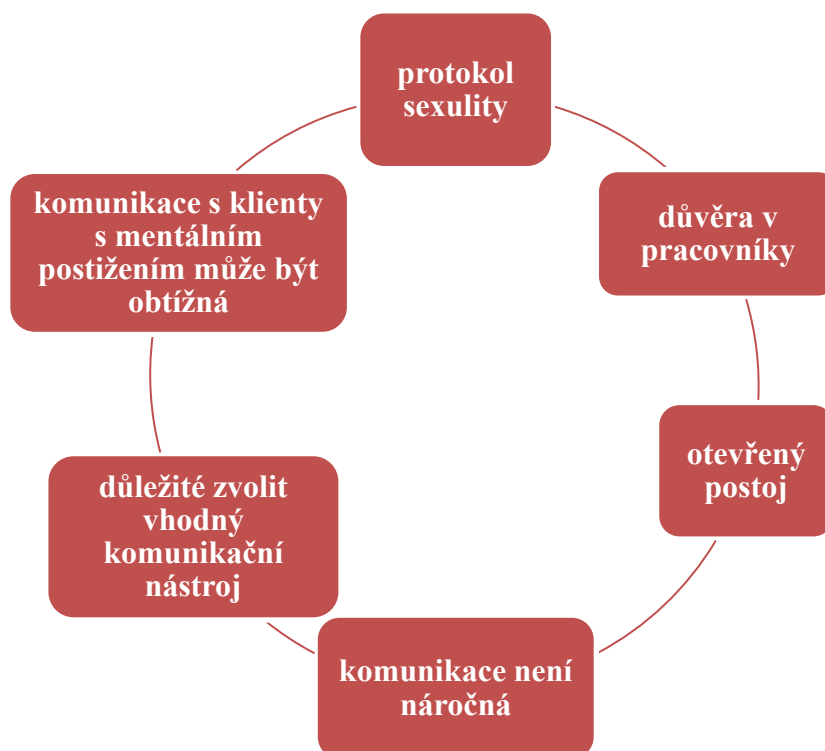 protokol
sexulity
důvěra v
pracovníky
otevřený
postoj
komunikace není
náročná
důležité zvolit
vhodný
komunikační
nástroj
komunikace s klienty
s mentálním
postižením může být
obtížná